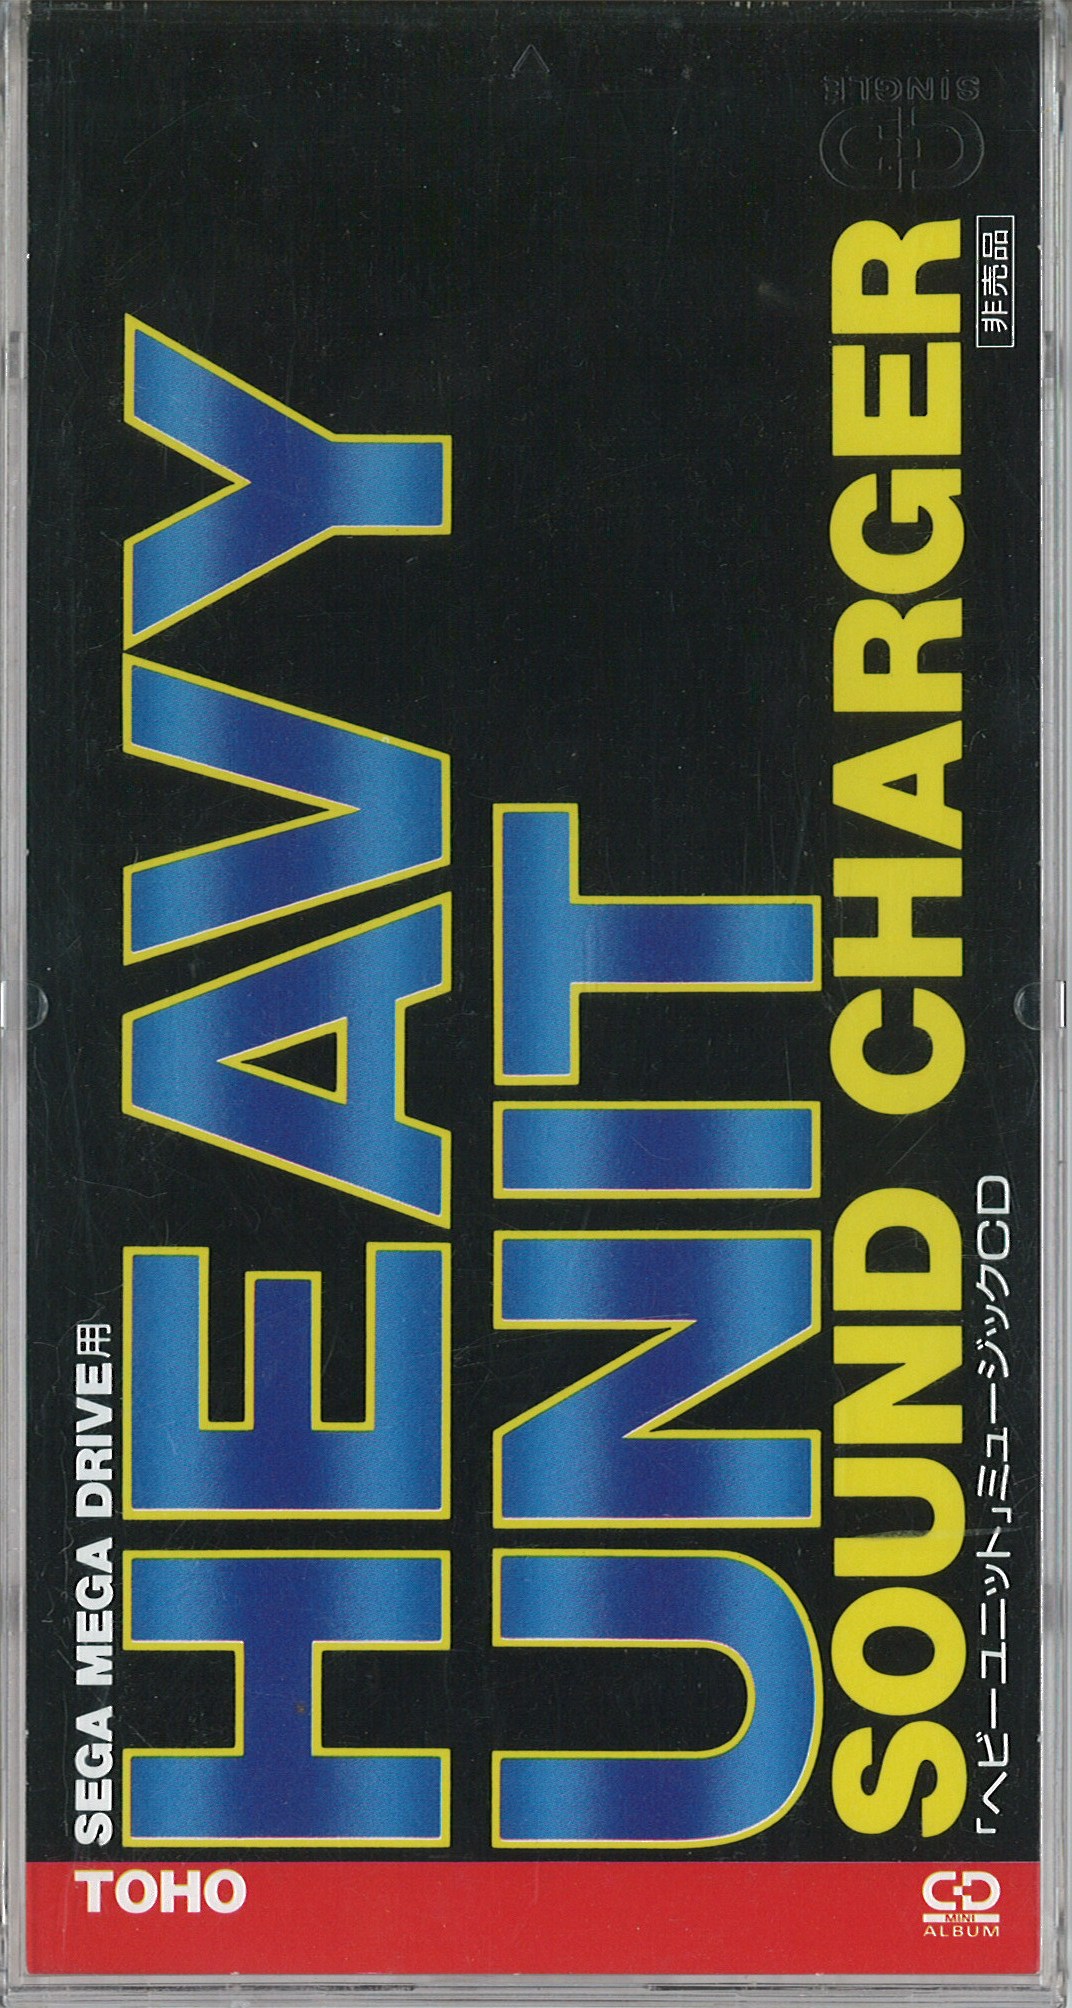 SEGA MEGA DRIVE用
HEAVY
UNIT
SOUND CHARGER
「ヘビーユニット」ミュージックCD
非売品
TOHO
CD
MINI
ALBUM
CD
SINGLE